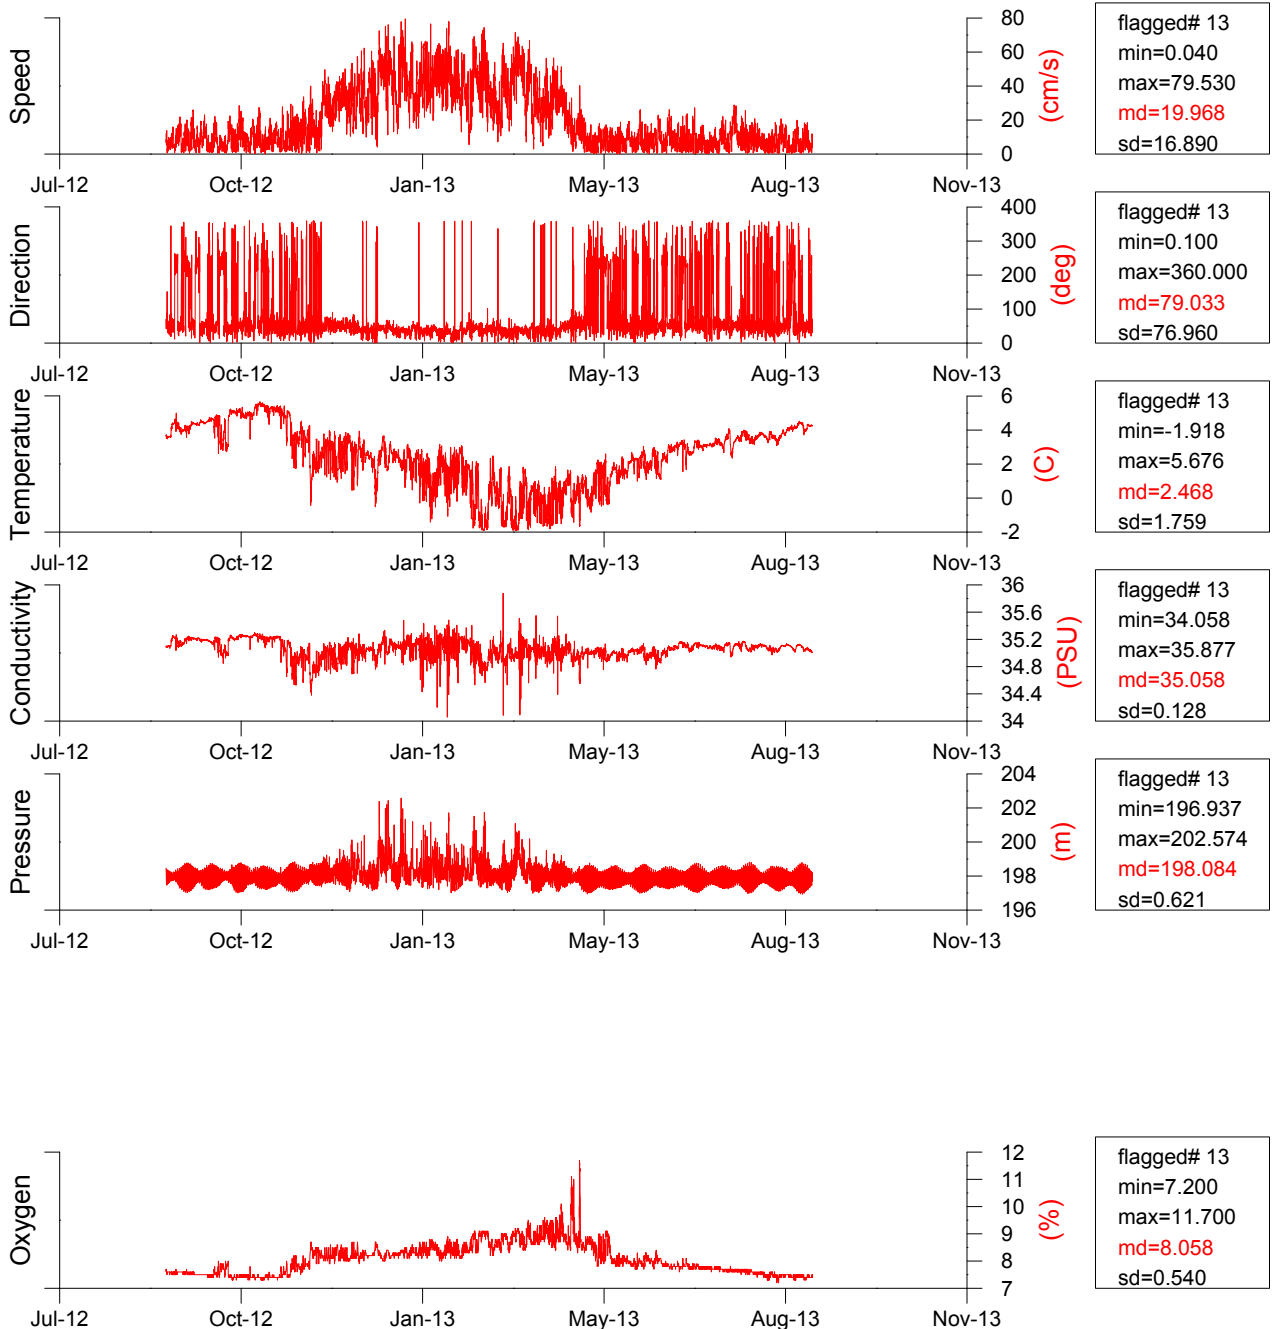 Speed
80
60
40
20
0
(cm/s)
Jul-12 Oct-12 Jan-13 May-13 Aug-13 Nov-13
flagged# 13
min=0.040
max=79.530
md=19.968
sd=16.890
Direction
400
300
200
100
0
(deg)
Jul-12 Oct-12 Jan-13 May-13 Aug-13 Nov-13
flagged# 13
min=0.100
max=360.000
md=79.033
sd=76.960
Temperature
6
4
2
0
-2
(C)
Jul-12 Oct-12 Jan-13 May-13 Aug-13 Nov-13
flagged# 13
min=-1.918
max=5.676
md=2.468
sd=1.759
Conductivity
36
35.6
35.2
34.8
34.4
34
(PSU)
Jul-12 Oct-12 Jan-13 May-13 Aug-13 Nov-13
flagged# 13
min=34.058
max=35.877
md=35.058
sd=0.128
Pressure
204
202
200
198
196
(m)
Jul-12 Oct-12 Jan-13 May-13 Aug-13 Nov-13
flagged# 13
min=196.937
max=202.574
md=198.084
sd=0.621
Oxygen
12
11
10
9
8
7
(%)
Jul-12 Oct-12 Jan-13 May-13 Aug-13 Nov-13
flagged# 13
min=7.200
max=11.700
md=8.058
sd=0.540